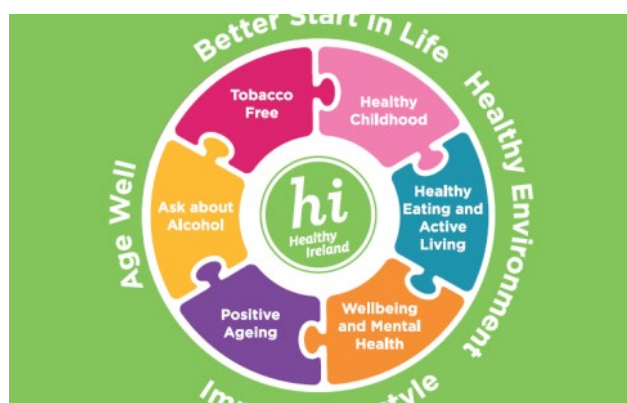 Better Start in Life
Healthy Environment
Age Well
Tobacco
Free
Healthy
Childhood
Healthy
Eating and
Active
Living
Wellbeing
and Mental
Health
Positive
Ageing
Ask about
Alcohol
hi
Healthy
Ireland